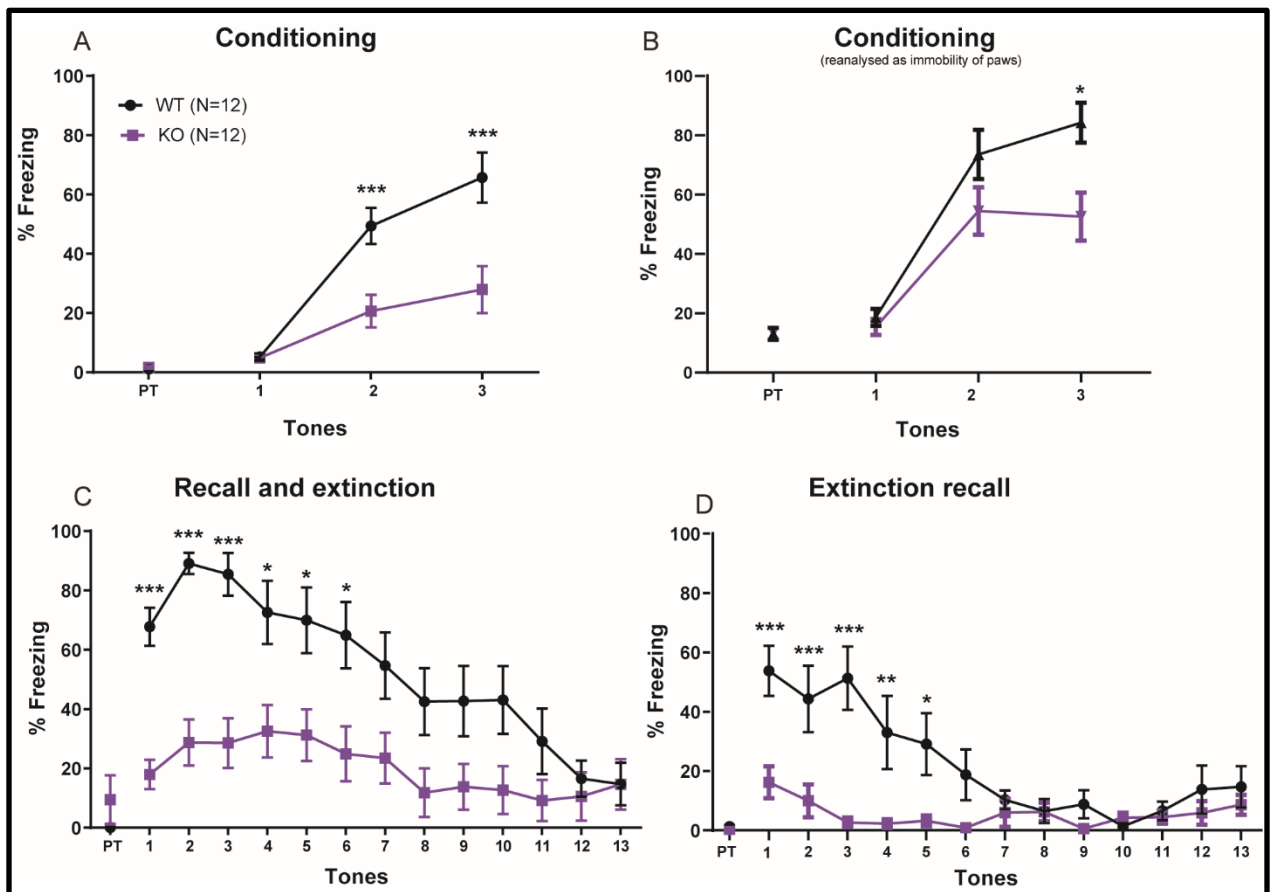 A
Conditioning
% Freezing
100
80
60
40
20
0
WT (N=12)
KO (N=12)
***
***
PT 1 2 3
Tones
B
Conditioning
(reanalysed as immobility of paws)
% Freezing
100
80
60
40
20
0
*
PT 1 2 3
Tones
C
Recall and extinction
% Freezing
100
80
60
40
20
0
*** *** *** * * *
PT 1 2 3 4 5 6 7 8 9 10 11 12 13
Tones
D
Extinction recall
% Freezing
100
80
60
40
20
0
*** *** *** ** *
PT 1 2 3 4 5 6 7 8 9 10 11 12 13
Tones